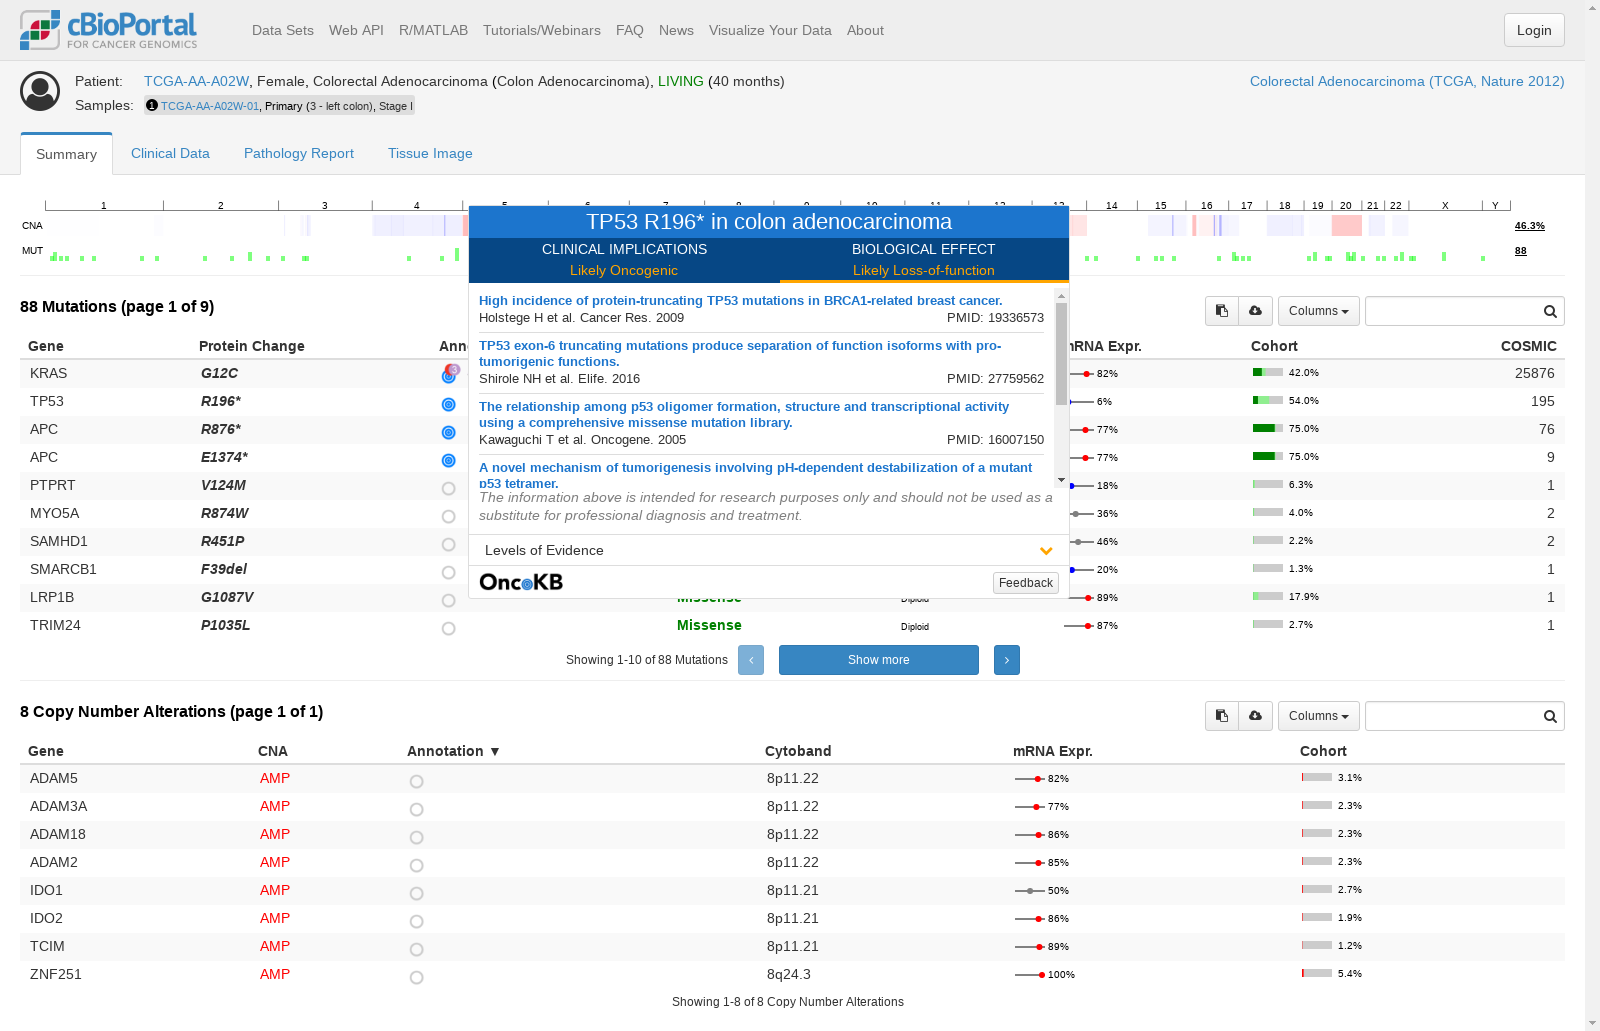 cBioPortal
FOR CANCER GENOMICS
Data Sets Web API R/MATLAB Tutorials/Webinars FAQ News Visualize Your Data About
Login
Patient: TCGA-AA-A02W, Female, Colorectal Adenocarcinoma (Colon Adenocarcinoma), LIVING (40 months)
Colorectal Adenocarcinoma (TCGA, Nature 2012)
Samples: 1 TCGA-AA-A02W-01, Primary (3 - left colon), Stage I
Summary Clinical Data Pathology Report Tissue Image
1 2 3 4 14 15 16 17 18 19 20 21 22 X Y
CNA 46.3%
MUT 88
TP53 R196* in colon adenocarcinoma
CLINICAL IMPLICATIONS BIOLOGICAL EFFECT
Likely Oncogenic Likely Loss-of-function
High incidence of protein-truncating TP53 mutations in BRCA1-related breast cancer.
Holstege H et al. Cancer Res. 2009 PMID: 19336573
TP53 exon-6 truncating mutations produce separation of function isoforms with pro-
tumorigenic functions.
Shirole NH et al. Elife. 2016 PMID: 27759562
The relationship among p53 oligomer formation, structure and transcriptional activity
using a comprehensive missense mutation library.
Kawaguchi T et al. Oncogene. 2005 PMID: 16007150
A novel mechanism of tumorigenesis involving pH-dependent destabilization of a mutant
p53 tetramer.
The information above is intended for research purposes only and should not be used as a
substitute for professional diagnosis and treatment.
Levels of Evidence
OncoKB
Feedback
88 Mutations (page 1 of 9)
Columns
Gene Protein Change mRNA Expr. Cohort COSMIC
KRAS G12C 3 82% 42.0% 25876
TP53 R196* 6% 54.0% 195
APC R876* 77% 75.0% 76
APC E1374* 77% 75.0% 9
PTPRT V124M 18% 6.3% 1
MYO5A R874W 36% 4.0% 2
SAMHD1 R451P 46% 2.2% 2
SMARCB1 F39del 20% 1.3% 1
LRP1B G1087V Missense Diploid 89% 17.9% 1
TRIM24 P1035L Missense Diploid 87% 2.7% 1
Showing 1-10 of 88 Mutations Show more
8 Copy Number Alterations (page 1 of 1)
Columns
Gene CNA Annotation ▼ Cytoband mRNA Expr. Cohort
ADAM5 AMP 8p11.22 82% 3.1%
ADAM3A AMP 8p11.22 77% 2.3%
ADAM18 AMP 8p11.22 86% 2.3%
ADAM2 AMP 8p11.22 85% 2.3%
IDO1 AMP 8p11.21 50% 2.7%
IDO2 AMP 8p11.21 86% 1.9%
TCIM AMP 8p11.21 89% 1.2%
ZNF251 AMP 8q24.3 100% 5.4%
Showing 1-8 of 8 Copy Number Alterations